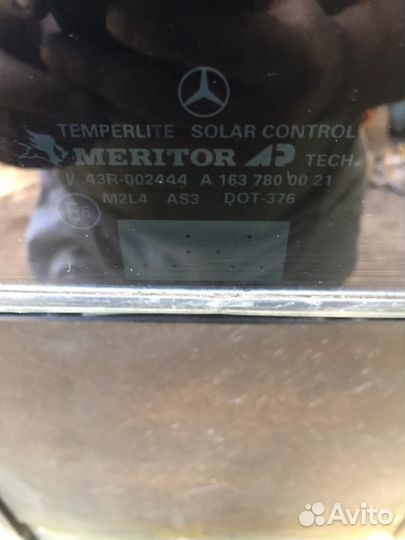 TEMPERLITE SOLAR CONTROL
MERITOR AP TECH.
V 43R-002444 A 163 780 00 21
E6 M2L4 AS3 DOT-376
Avito